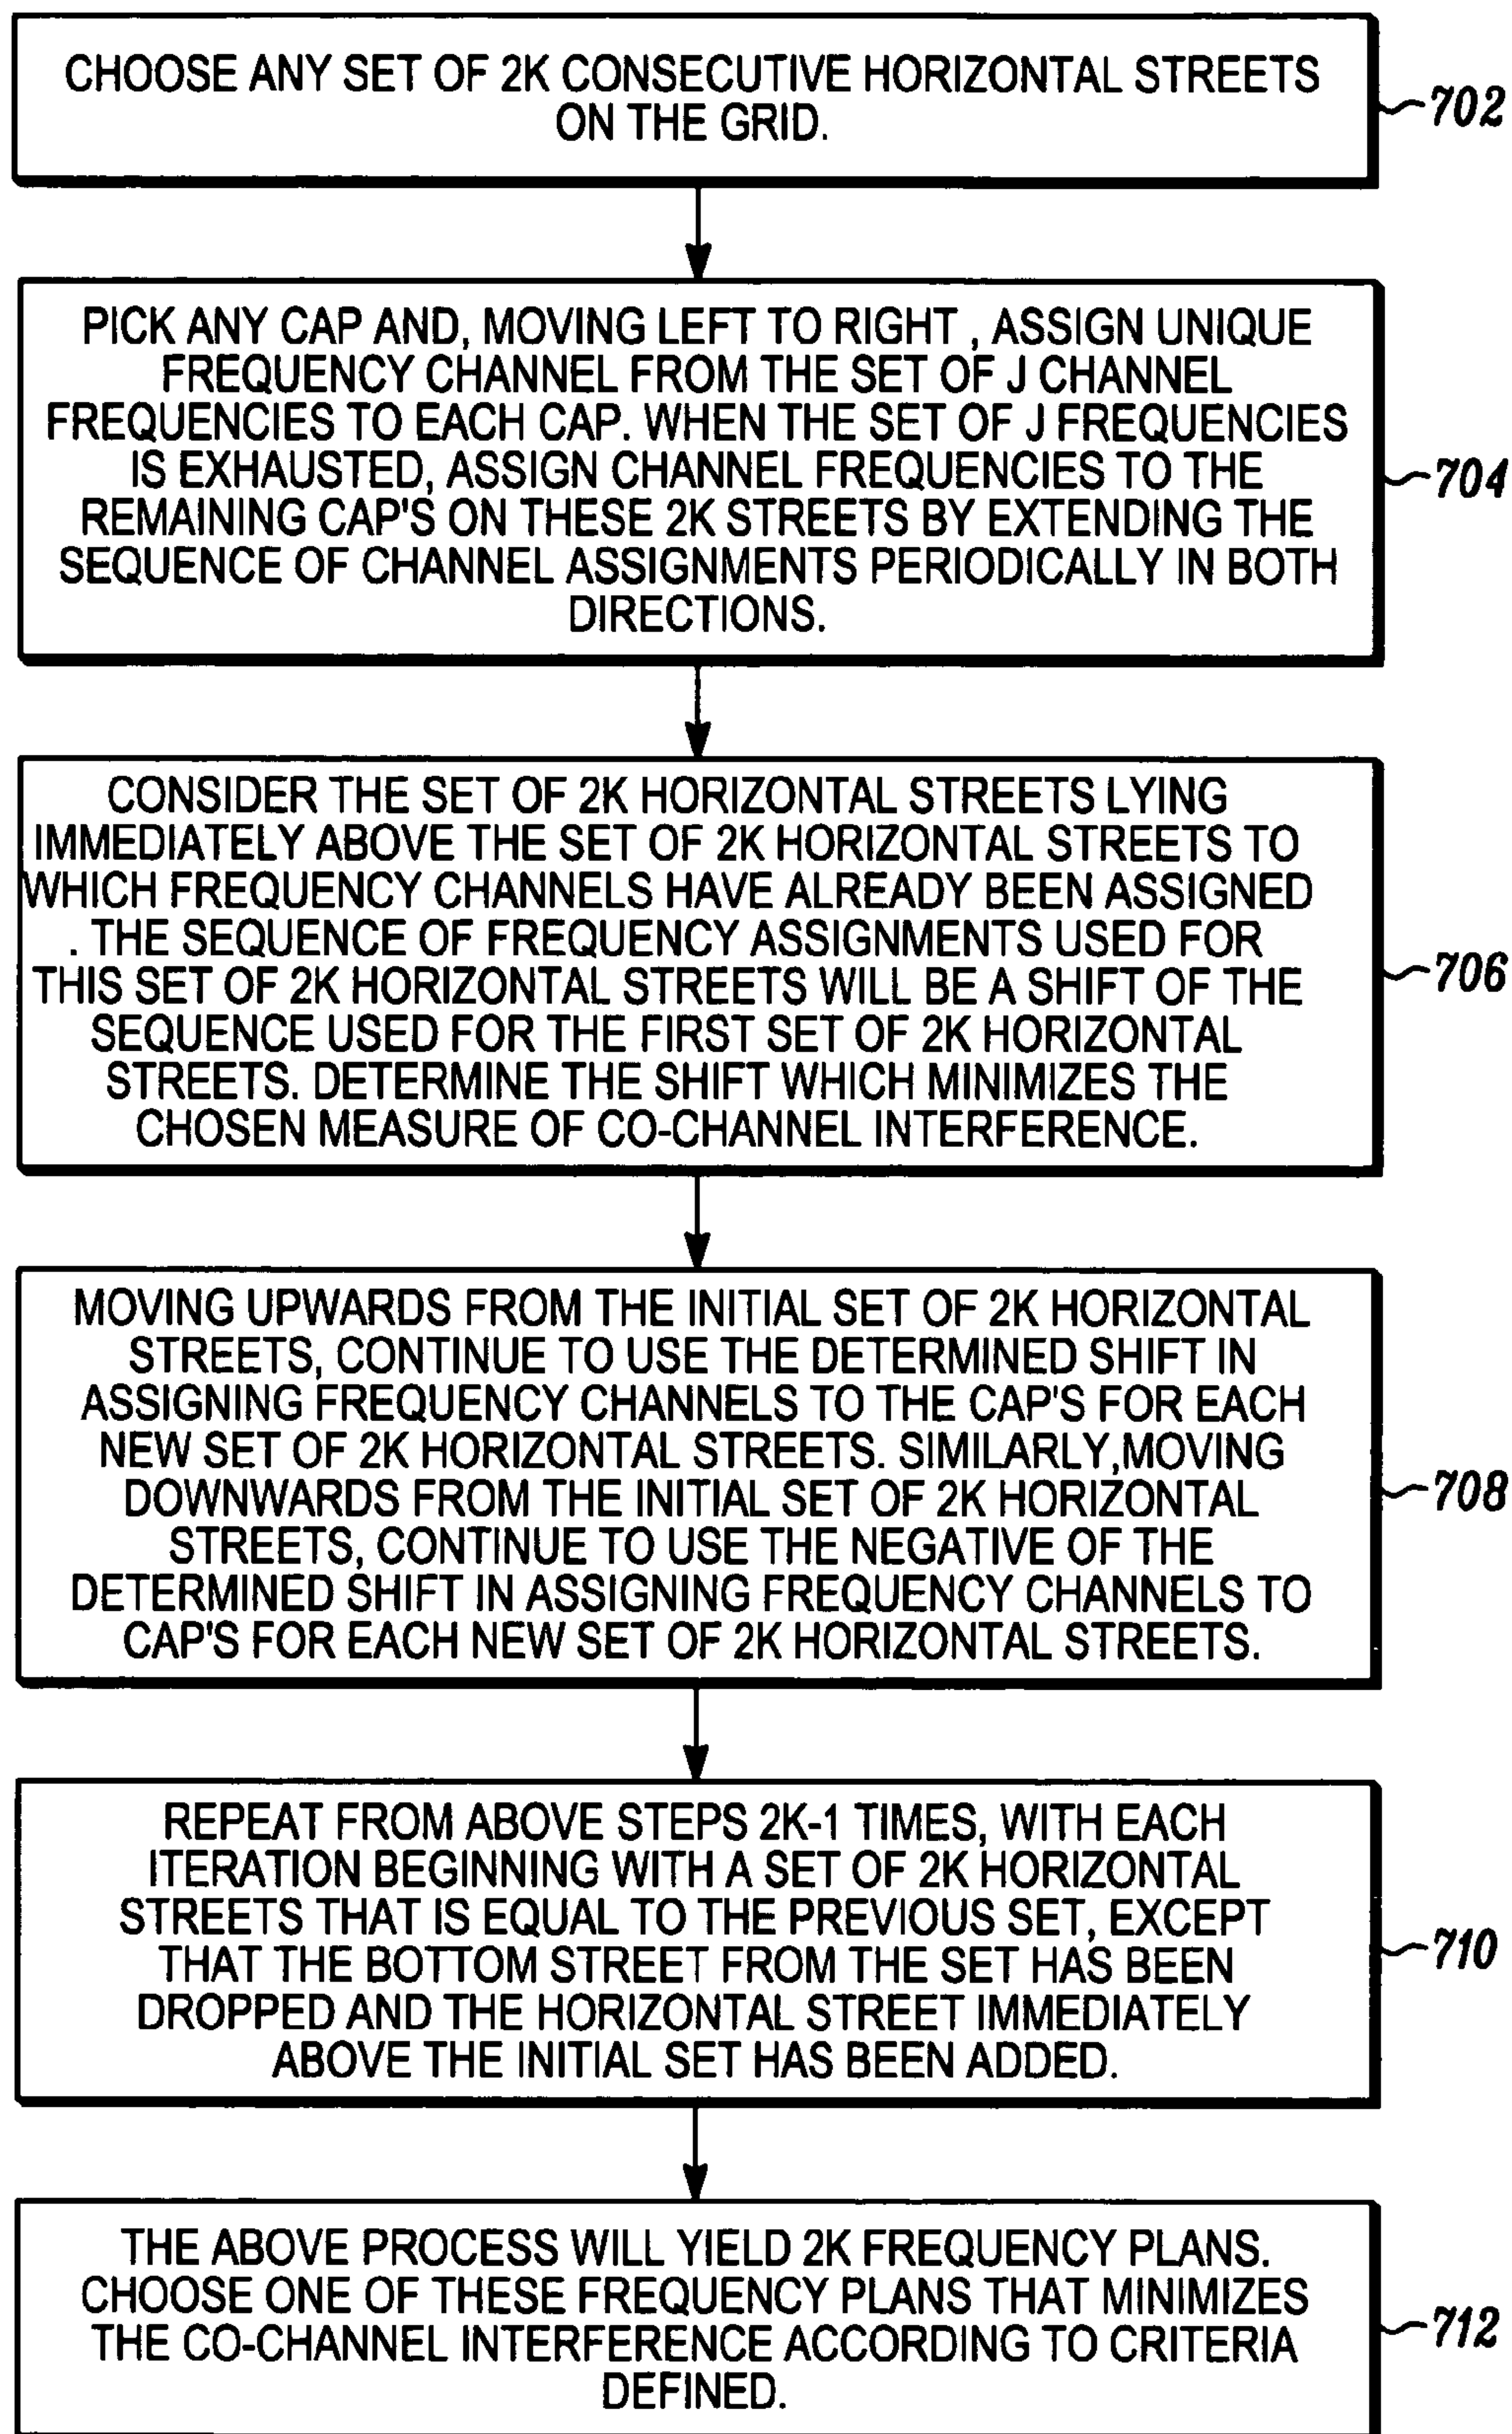 CHOOSE ANY SET OF 2K CONSECUTIVE HORIZONTAL STREETS
ON THE GRID.
702
PICK ANY CAP AND, MOVING LEFT TO RIGHT , ASSIGN UNIQUE
FREQUENCY CHANNEL FROM THE SET OF J CHANNEL
FREQUENCIES TO EACH CAP. WHEN THE SET OF J FREQUENCIES
IS EXHAUSTED, ASSIGN CHANNEL FREQUENCIES TO THE
REMAINING CAP'S ON THESE 2K STREETS BY EXTENDING THE
SEQUENCE OF CHANNEL ASSIGNMENTS PERIODICALLY IN BOTH
DIRECTIONS.
704
CONSIDER THE SET OF 2K HORIZONTAL STREETS LYING
IMMEDIATELY ABOVE THE SET OF 2K HORIZONTAL STREETS TO
WHICH FREQUENCY CHANNELS HAVE ALREADY BEEN ASSIGNED
. THE SEQUENCE OF FREQUENCY ASSIGNMENTS USED FOR
THIS SET OF 2K HORIZONTAL STREETS WILL BE A SHIFT OF THE
SEQUENCE USED FOR THE FIRST SET OF 2K HORIZONTAL
STREETS. DETERMINE THE SHIFT WHICH MINIMIZES THE
CHOSEN MEASURE OF CO-CHANNEL INTERFERENCE.
706
MOVING UPWARDS FROM THE INITIAL SET OF 2K HORIZONTAL
STREETS, CONTINUE TO USE THE DETERMINED SHIFT IN
ASSIGNING FREQUENCY CHANNELS TO THE CAP'S FOR EACH
NEW SET OF 2K HORIZONTAL STREETS. SIMILARLY,MOVING
DOWNWARDS FROM THE INITIAL SET OF 2K HORIZONTAL
STREETS, CONTINUE TO USE THE NEGATIVE OF THE
DETERMINED SHIFT IN ASSIGNING FREQUENCY CHANNELS TO
CAP'S FOR EACH NEW SET OF 2K HORIZONTAL STREETS.
708
REPEAT FROM ABOVE STEPS 2K-1 TIMES, WITH EACH
ITERATION BEGINNING WITH A SET OF 2K HORIZONTAL
STREETS THAT IS EQUAL TO THE PREVIOUS SET, EXCEPT
THAT THE BOTTOM STREET FROM THE SET HAS BEEN
DROPPED AND THE HORIZONTAL STREET IMMEDIATELY
ABOVE THE INITIAL SET HAS BEEN ADDED.
710
THE ABOVE PROCESS WILL YIELD 2K FREQUENCY PLANS.
CHOOSE ONE OF THESE FREQUENCY PLANS THAT MINIMIZES
THE CO-CHANNEL INTERFERENCE ACCORDING TO CRITERIA
DEFINED.
712